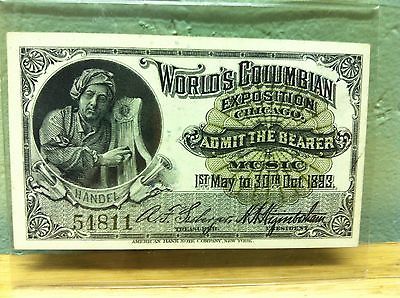 WORLD'S COLUMBIAN
EXPOSITION
CHICAGO.
ADMIT THE BEARER
MUSIC
1ST May to 30TH Oct. 1893.
HANDEL
51811
TREASURER.
PRESIDENT.
AMERICAN BANK NOTE COMPANY, NEW YORK.